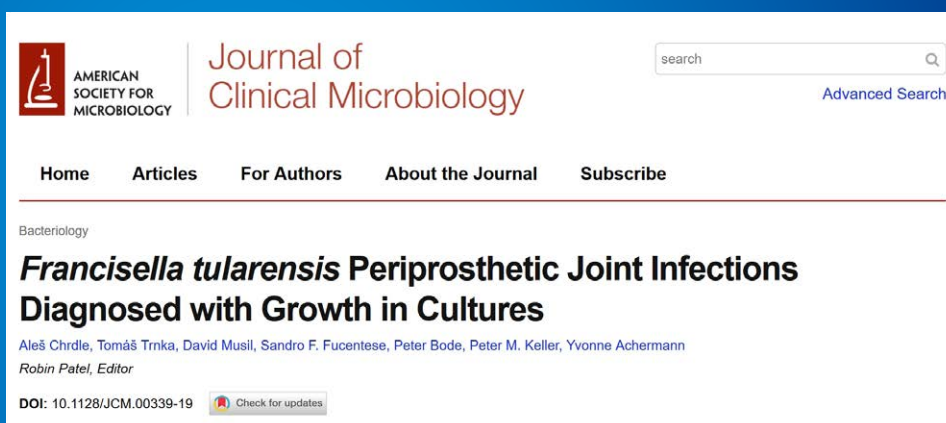 AMERICAN
SOCIETY FOR
MICROBIOLOGY
Journal of
Clinical Microbiology
search
Advanced Search
Home Articles For Authors About the Journal Subscribe
Bacteriology
Francisella tularensis Periprosthetic Joint Infections
Diagnosed with Growth in Cultures
Aleš Chrdle, Tomáš Trnka, David Musil, Sandro F. Fucentese, Peter Bode, Peter M. Keller, Yvonne Achermann
Robin Patel, Editor
DOI: 10.1128/JCM.00339-19 Check for updates